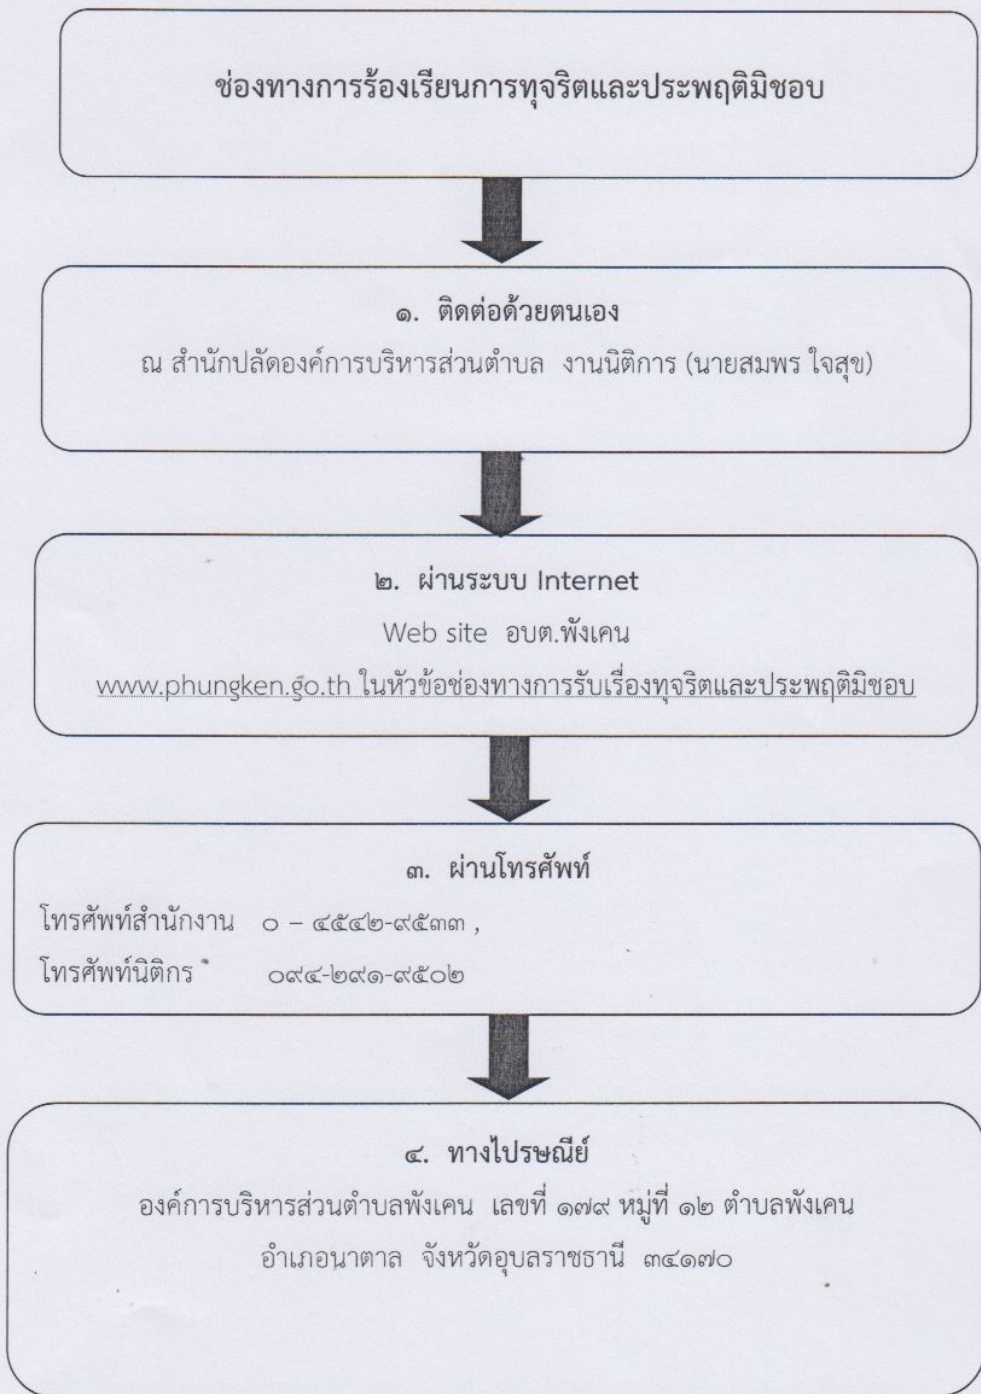 ช่องทางการร้องเรียนการทุจริตและประพฤติมิชอบ
๑. ติดต่อด้วยตนเอง
ณ สำนักปลัดองค์การบริหารส่วนตำบล งานนิติการ (นายสมพร ใจสุข)
๒. ผ่านระบบ Internet
Web site อบต.พังเคน
www.phungken.go.th ในหัวข้อช่องทางการรับเรื่องทุจริตและประพฤติมิชอบ
๓. ผ่านโทรศัพท์
โทรศัพท์สำนักงาน ๐ – ๔๕๔๒-๙๕๓๓ ,
โทรศัพท์นิติกร ๐๙๔-๒๙๑-๙๕๐๒
๔. ทางไปรษณีย์
องค์การบริหารส่วนตำบลพังเคน เลขที่ ๑๗๙ หมู่ที่ ๑๒ ตำบลพังเคน
อำเภอนาตาล จังหวัดอุบลราชธานี ๓๔๑๗๐